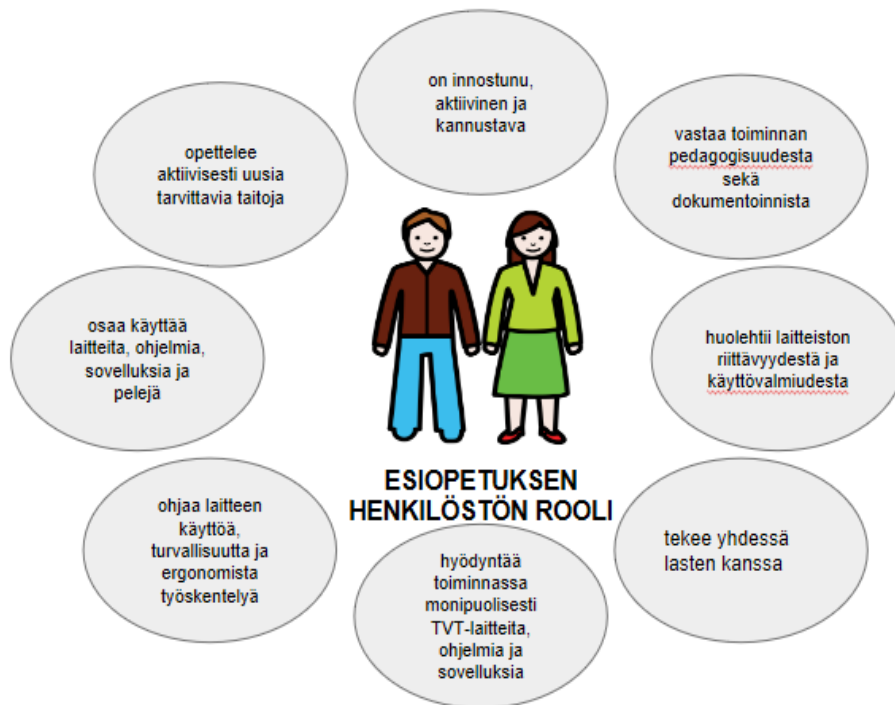 on innostunu,
aktiivinen ja
kannustava
vastaa toiminnan
pedagogisuudesta
sekä
dokumentoinnista
huolehtii laitteiston
riittävyydestä ja
käyttövalmiudesta
tekee yhdessä
lasten kanssa
hyödyntää
toiminnassa
monipuolisesti
TVT-laitteita,
ohjelmia ja
sovelluksia
ohjaa laitteen
käyttöä,
turvallisuutta ja
ergonomista
työskentelyä
osaa käyttää
laitteita, ohjelmia,
sovelluksia ja
pelejä
opettelee
aktiivisesti uusia
tarvittavia taitoja
ESIOPETUKSEN
HENKILÖSTÖN ROOLI